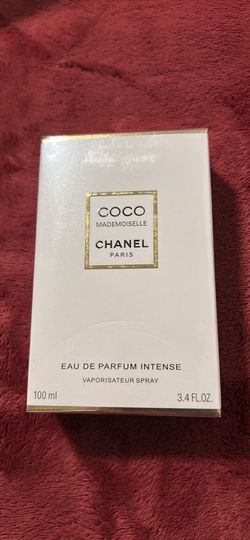 COCO
MADEMOISELLE
CHANEL
PARIS
EAU DE PARFUM INTENSE
VAPORISATEUR SPRAY
100 ml 3.4 FL.OZ.